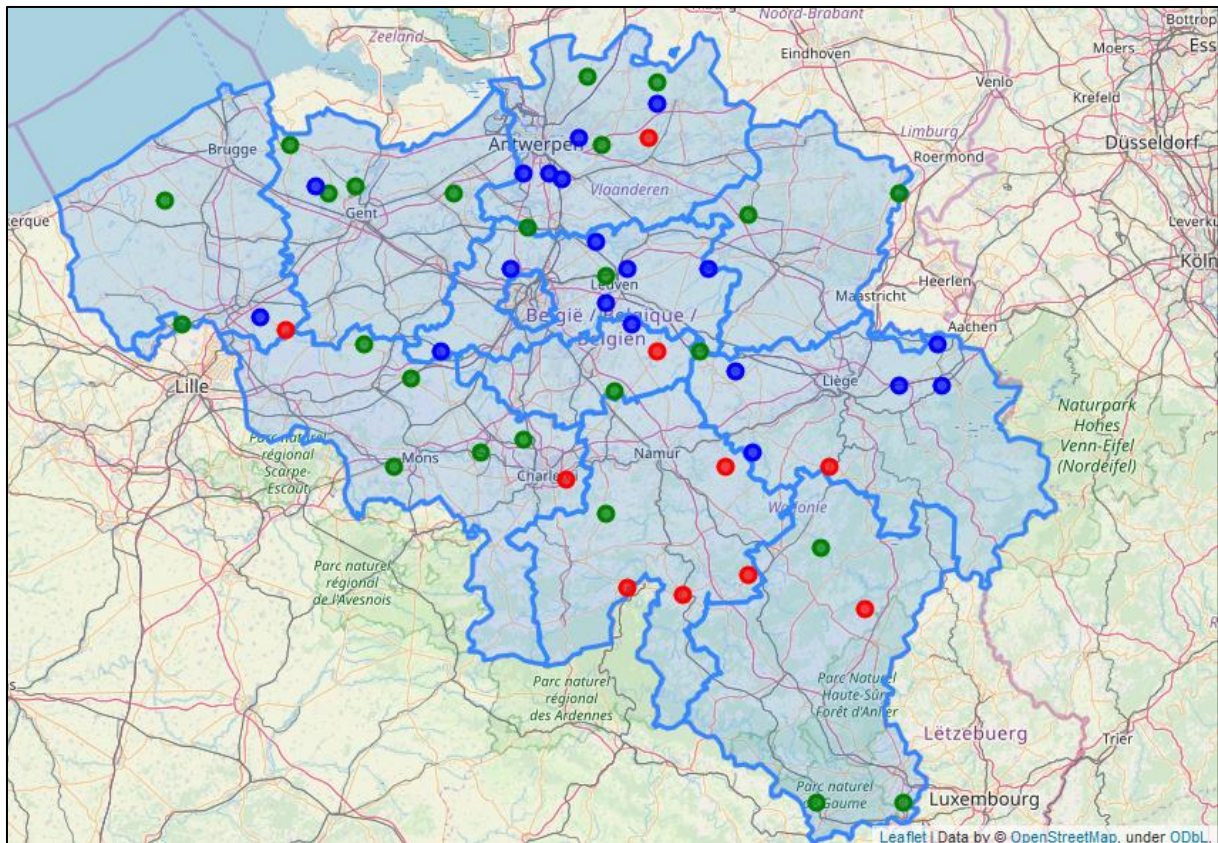 Noord-Brabant
Bottrop
Zeeland
Eindhoven
Moers
Ess
Venlo
Krefeld
Antwerpen
Limburg
Düsseldorf
Brugge
Roermond
Vlaanderen
Gent
erque
Leverku
Köln
Heerlen
Leuven
Maastricht
België / Belgique /
Belgien
Aachen
Lille
Liège
Naturpark
Hohes
Venn-Eifel
(Nordeifel)
Parc naturel
régional
Scarpe-
Escaut
Mons
Namur
Charleroi
Wallonie
Parc naturel
régional
de l'Avesnois
Parc naturel
régional
des Ardennes
Parc Naturel
Haute-Sûre
Forêt d'Anlier
Lëtzebuerg
Trier
Parc naturel
de Gaume
Luxembourg
Leaflet | Data by © OpenStreetMap, under ODbL.